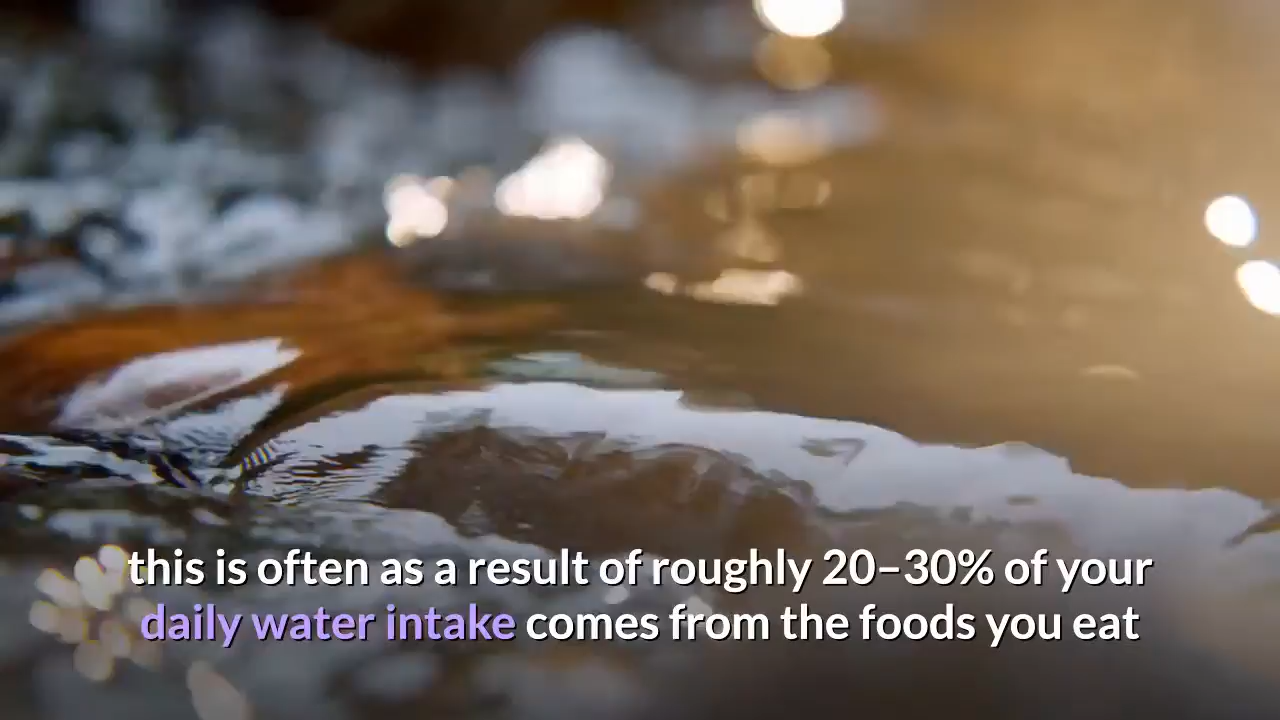 this is often as a result of roughly 20–30% of your
daily water intake comes from the foods you eat